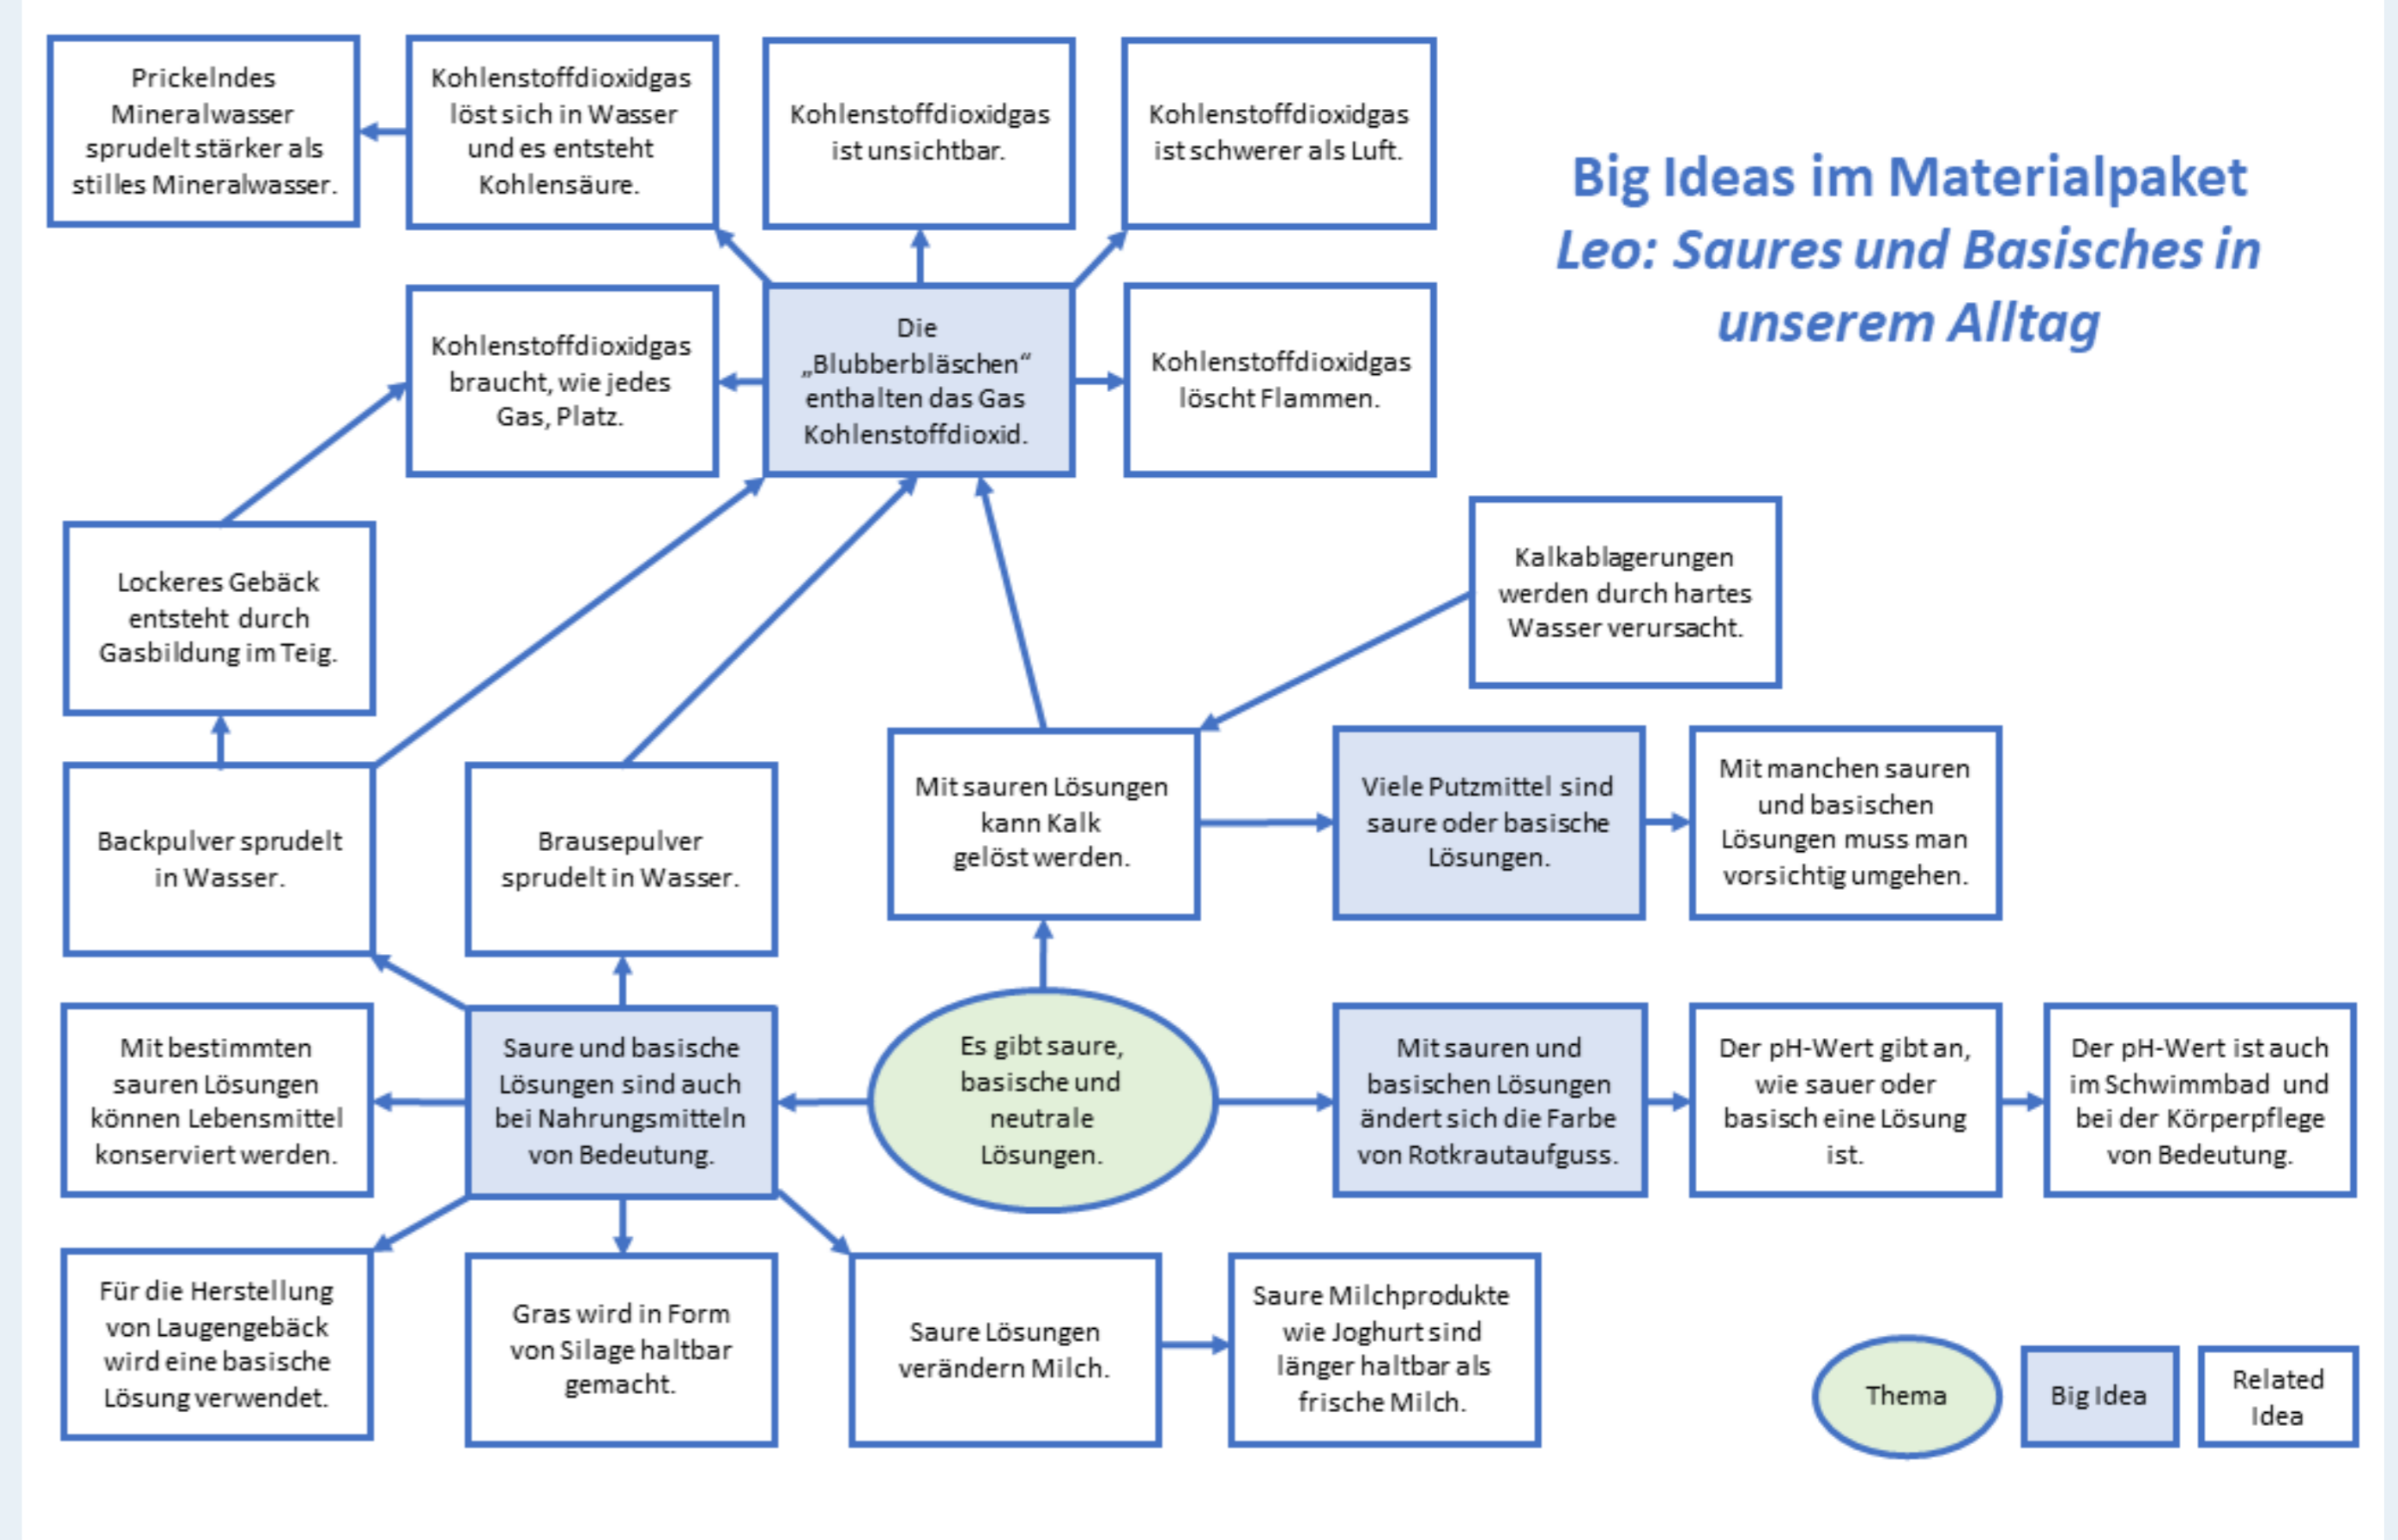 Prickelndes
Mineralwasser
sprudelt stärker als
stilles Mineralwasser.
Kohlenstoffdioxidgas
löst sich in Wasser
und es entsteht
Kohlensäure.
Kohlenstoffdioxidgas
ist unsichtbar.
Kohlenstoffdioxidgas
ist schwerer als Luft.
Big Ideas im Materialpaket
Leo: Saures und Basisches in
unserem Alltag
Kohlenstoffdioxidgas
braucht, wie jedes
Gas, Platz.
Die
„Blubberbläschen“
enthalten das Gas
Kohlenstoffdioxid.
Kohlenstoffdioxidgas
löscht Flammen.
Lockeres Gebäck
entsteht durch
Gasbildung im Teig.
Kalkablagerungen
werden durch hartes
Wasser verursacht.
Backpulver sprudelt
in Wasser.
Brausepulver
sprudelt in Wasser.
Mit sauren Lösungen
kann Kalk
gelöst werden.
Viele Putzmittel sind
saure oder basische
Lösungen.
Mit manchen sauren
und basischen
Lösungen muss man
vorsichtig umgehen.
Mit bestimmten
sauren Lösungen
können Lebensmittel
konserviert werden.
Saure und basische
Lösungen sind auch
bei Nahrungsmitteln
von Bedeutung.
Es gibt saure,
basische und
neutrale
Lösungen.
Mit sauren und
basischen Lösungen
ändert sich die Farbe
von Rotkrautaufguss.
Der pH-Wert gibt an,
wie sauer oder
basisch eine Lösung
ist.
Der pH-Wert ist auch
im Schwimmbad und
bei der Körperpflege
von Bedeutung.
Für die Herstellung
von Laugengebäck
wird eine basische
Lösung verwendet.
Gras wird in Form
von Silage haltbar
gemacht.
Saure Lösungen
verändern Milch.
Saure Milchprodukte
wie Joghurt sind
länger haltbar als
frische Milch.
Thema
Big Idea
Related
Idea